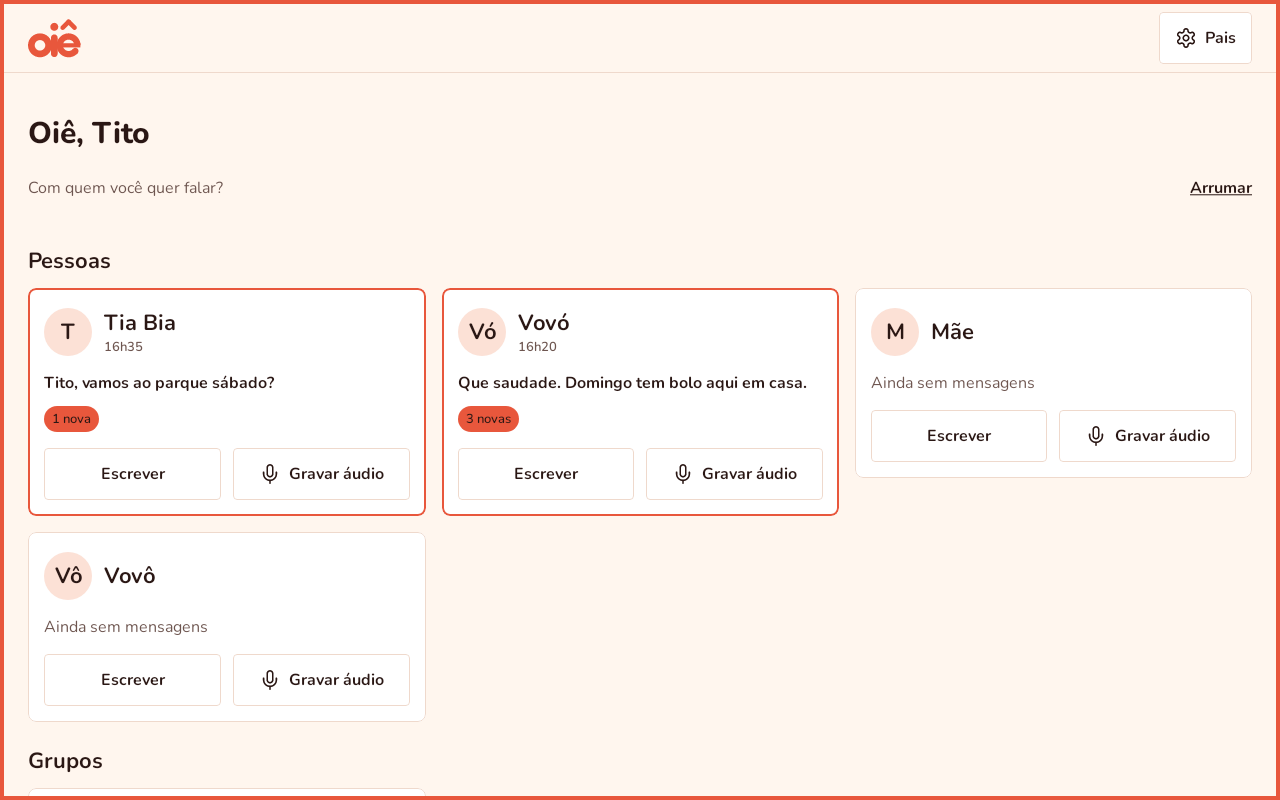 oiê
Pais
Oiê, Tito
Com quem você quer falar?
Arrumar
Pessoas
T
Tia Bia
16h35
Tito, vamos ao parque sábado?
1 nova
Escrever
Gravar áudio
Vó
Vovó
16h20
Que saudade. Domingo tem bolo aqui em casa.
3 novas
Escrever
Gravar áudio
M
Mãe
Ainda sem mensagens
Escrever
Gravar áudio
Vô
Vovô
Ainda sem mensagens
Escrever
Gravar áudio
Grupos